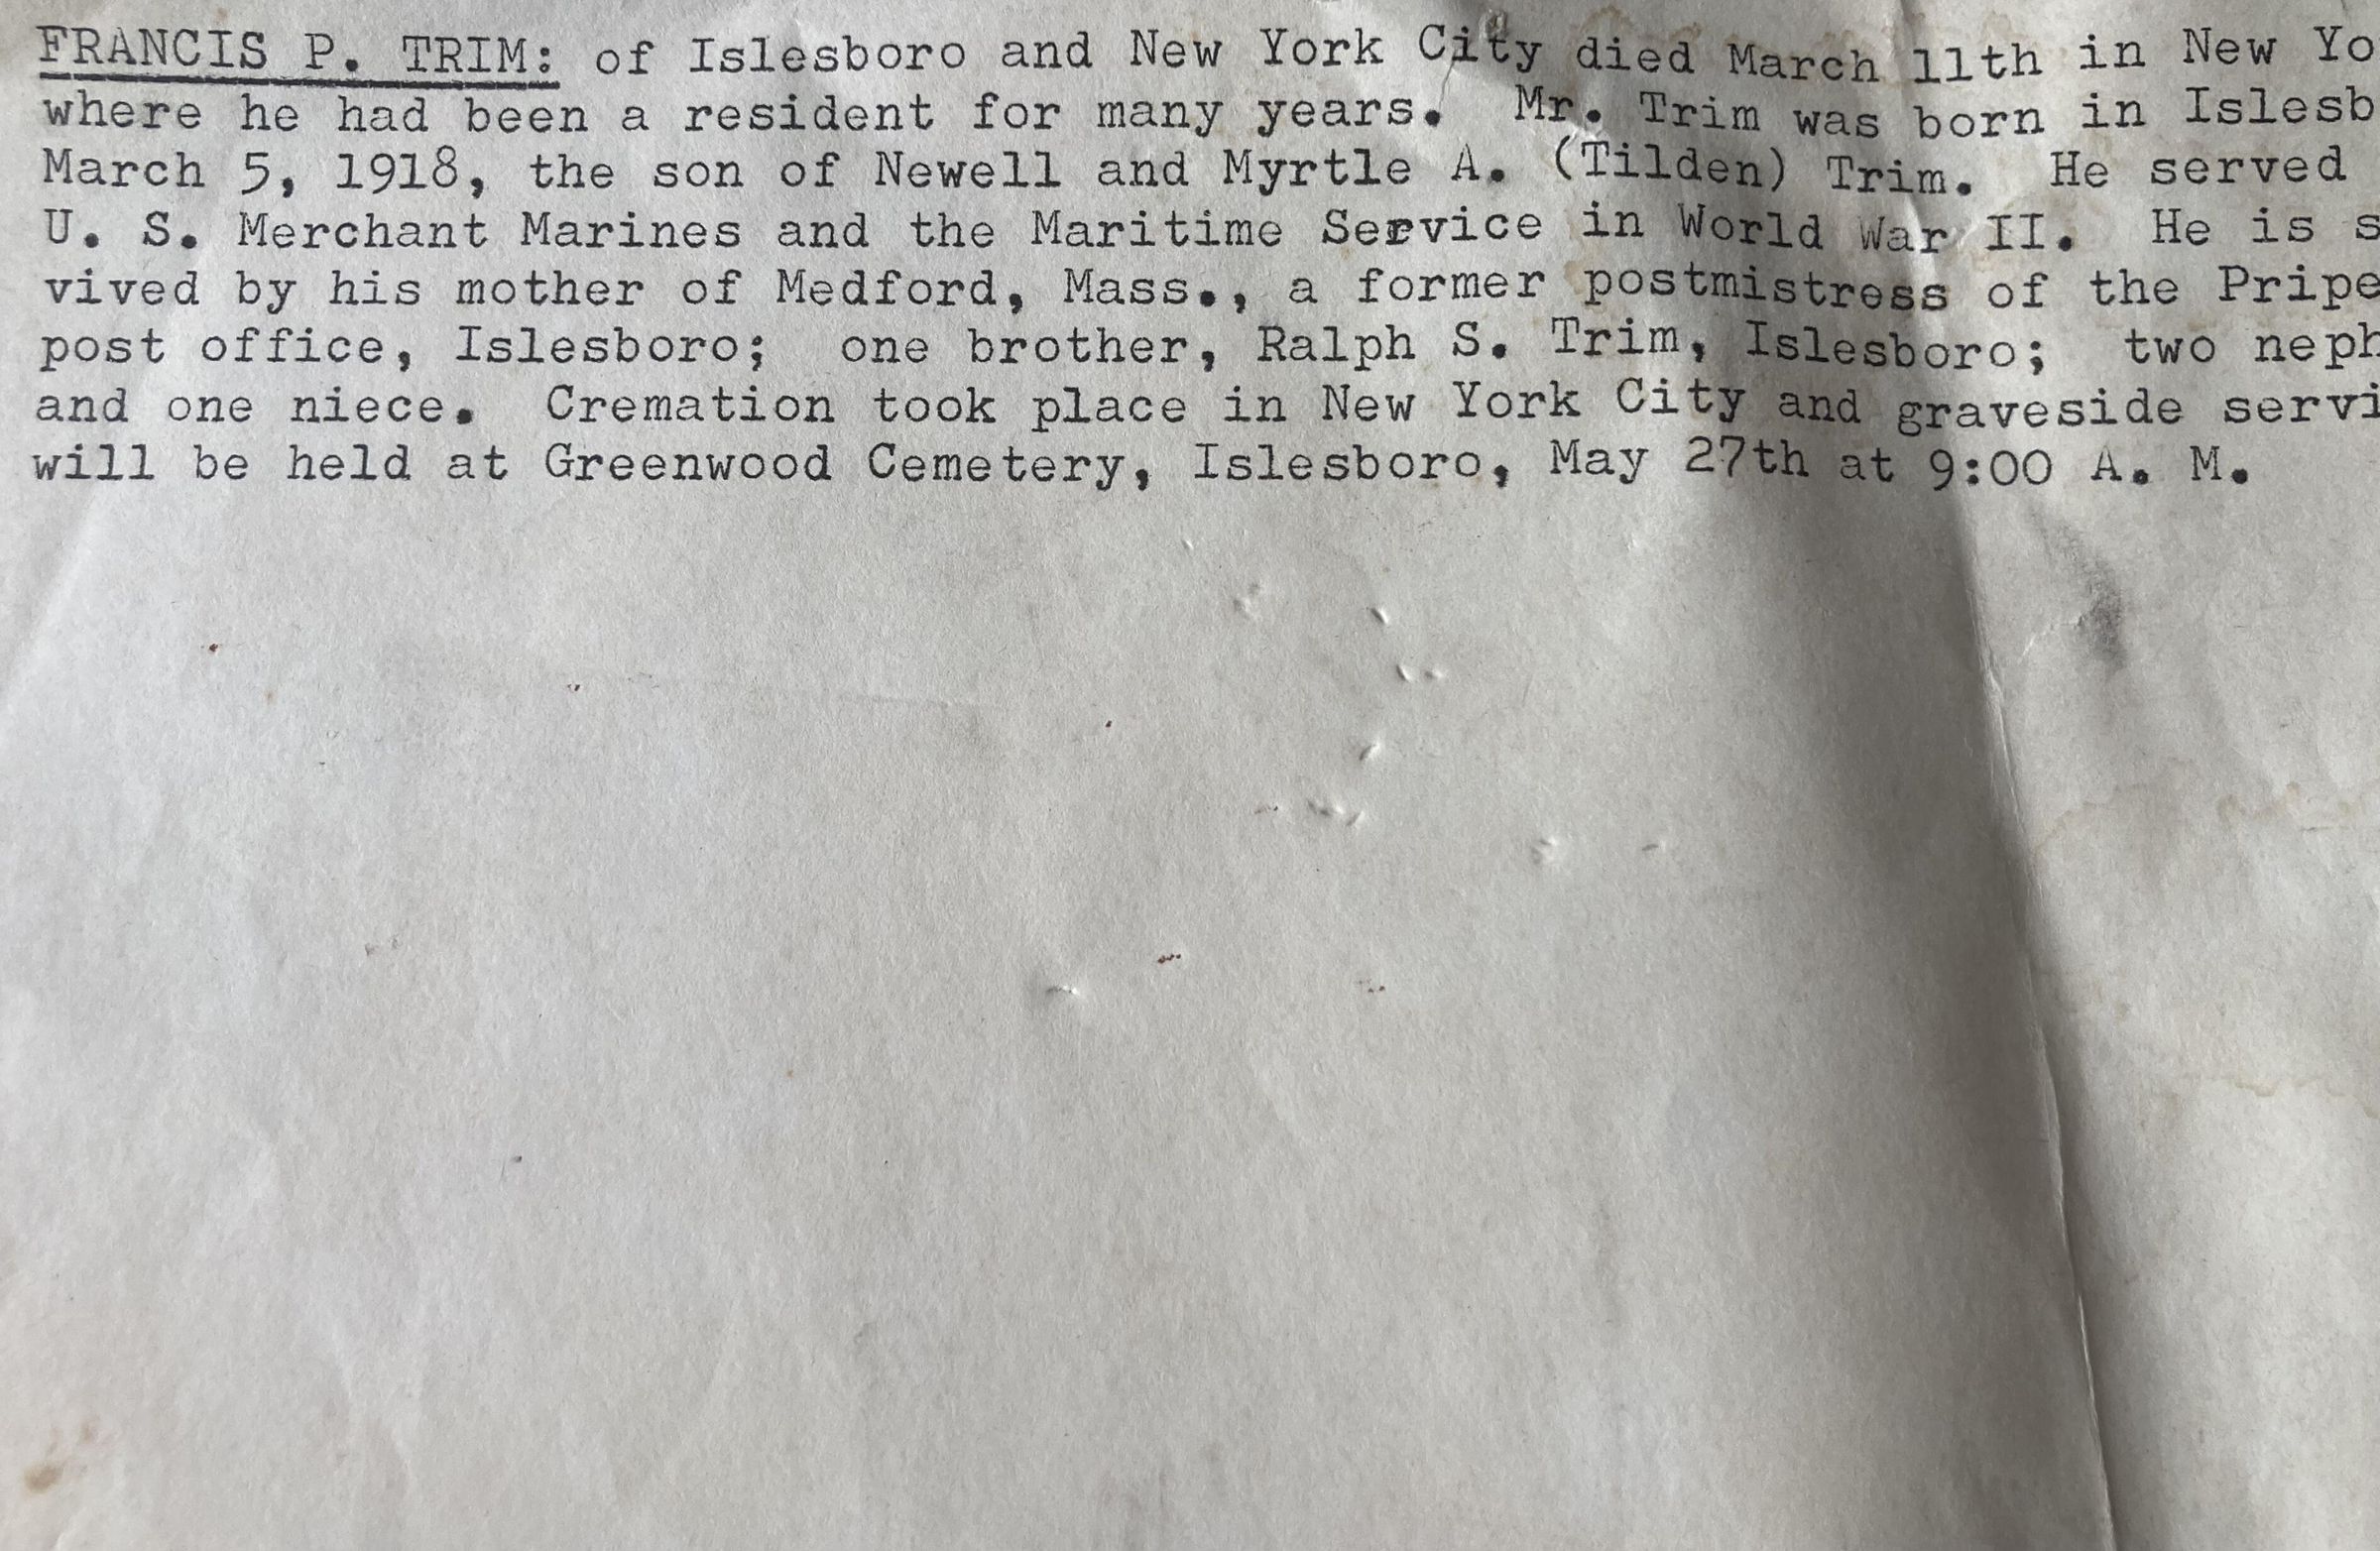 FRANCIS P. TRIM: of Islesboro and New York City died March 11th in New Yo
where he had been a resident for many years. Mr. Trim was born in Islesb
March 5, 1918, the son of Newell and Myrtle A. (Tilden) Trim. He served
U. S. Merchant Marines and the Maritime Service in World War II. He is s
vived by his mother of Medford, Mass., a former postmistress of the Pripe
post office, Islesboro; one brother, Ralph S. Trim, Islesboro; two neph
and one niece. Cremation took place in New York City and graveside servi
will be held at Greenwood Cemetery, Islesboro, May 27th at 9:00 A. M.